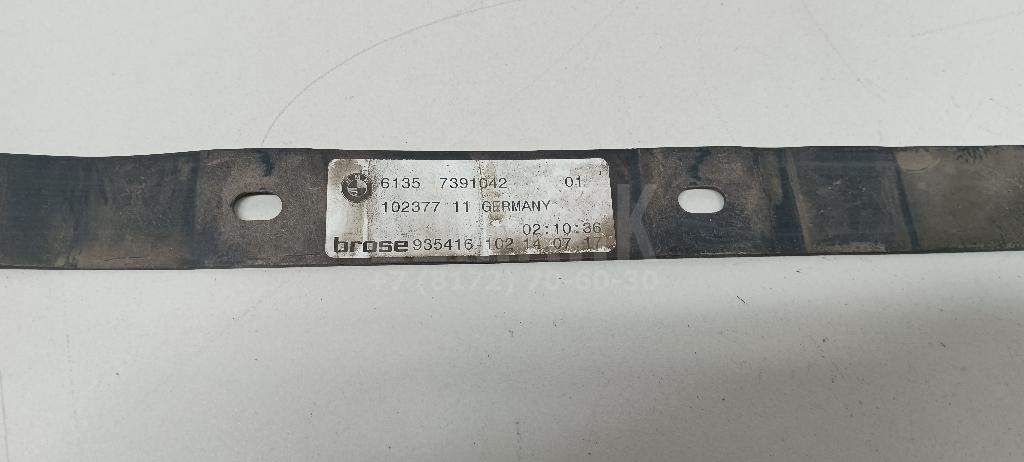 6135 7391042 01
102377 11 GERMANY
02:10:36
brose 935416-102 14.07.17
+7 (8172) 70-60-30